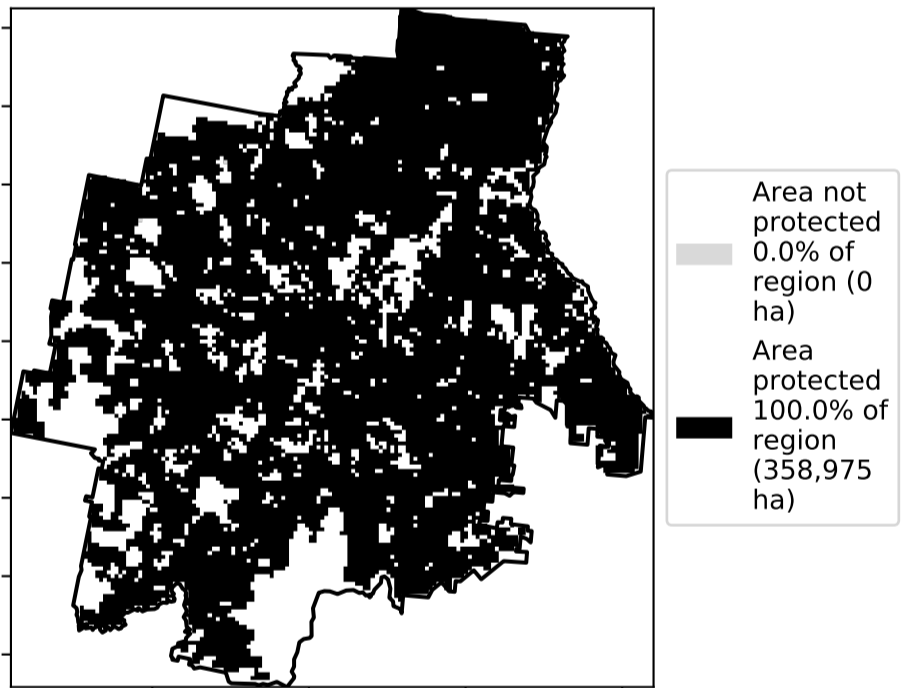 Area not
protected
0.0% of
region (0
ha)
Area
protected
100.0% of
region
(358,975
ha)